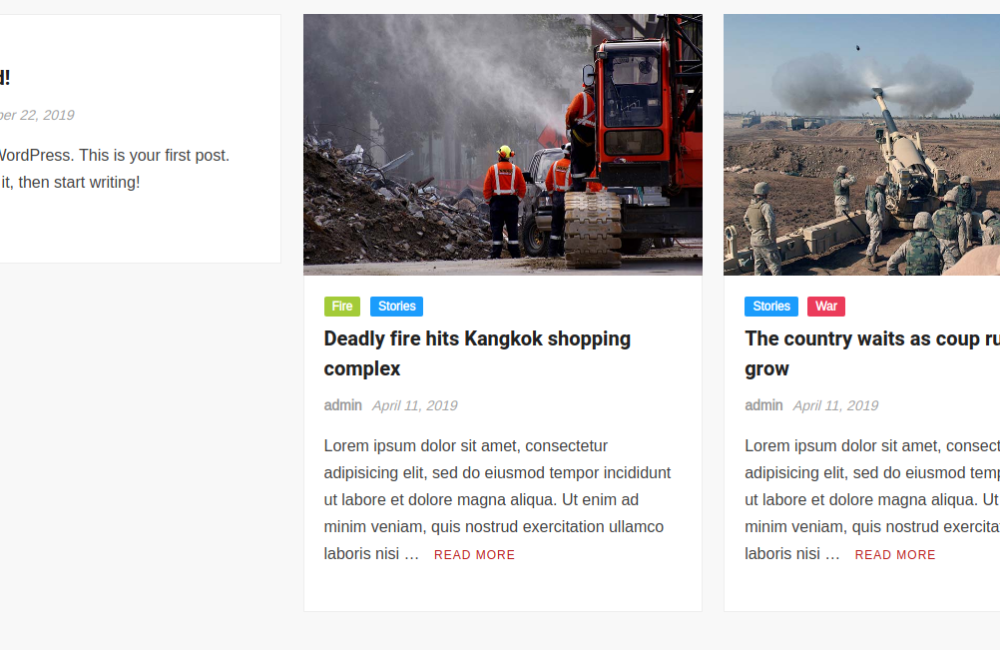 d!
ber 22, 2019
WordPress. This is your first post.
it, then start writing!
Fire Stories
Deadly fire hits Kangkok shopping
complex
admin April 11, 2019
Lorem ipsum dolor sit amet, consectetur
adipisicing elit, sed do eiusmod tempor incididunt
ut labore et dolore magna aliqua. Ut enim ad
minim veniam, quis nostrud exercitation ullamco
laboris nisi … READ MORE
Stories War
The country waits as coup ru
grow
admin April 11, 2019
Lorem ipsum dolor sit amet, consect
adipisicing elit, sed do eiusmod temp
ut labore et dolore magna aliqua. Ut
minim veniam, quis nostrud exercita
laboris nisi … READ MORE